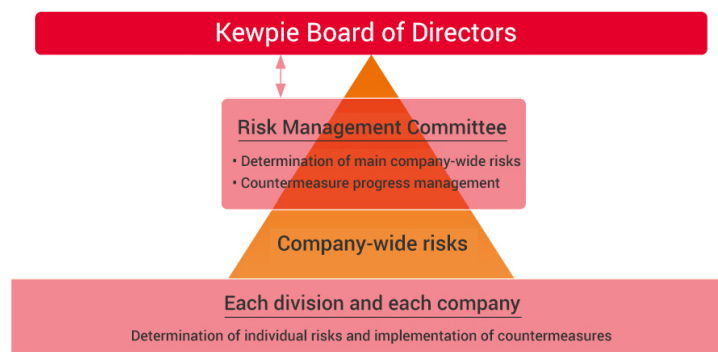 Kewpie Board of Directors
Risk Management Committee
• Determination of main company-wide risks
• Countermeasure progress management
Company-wide risks
Each division and each company
Determination of individual risks and implementation of countermeasures